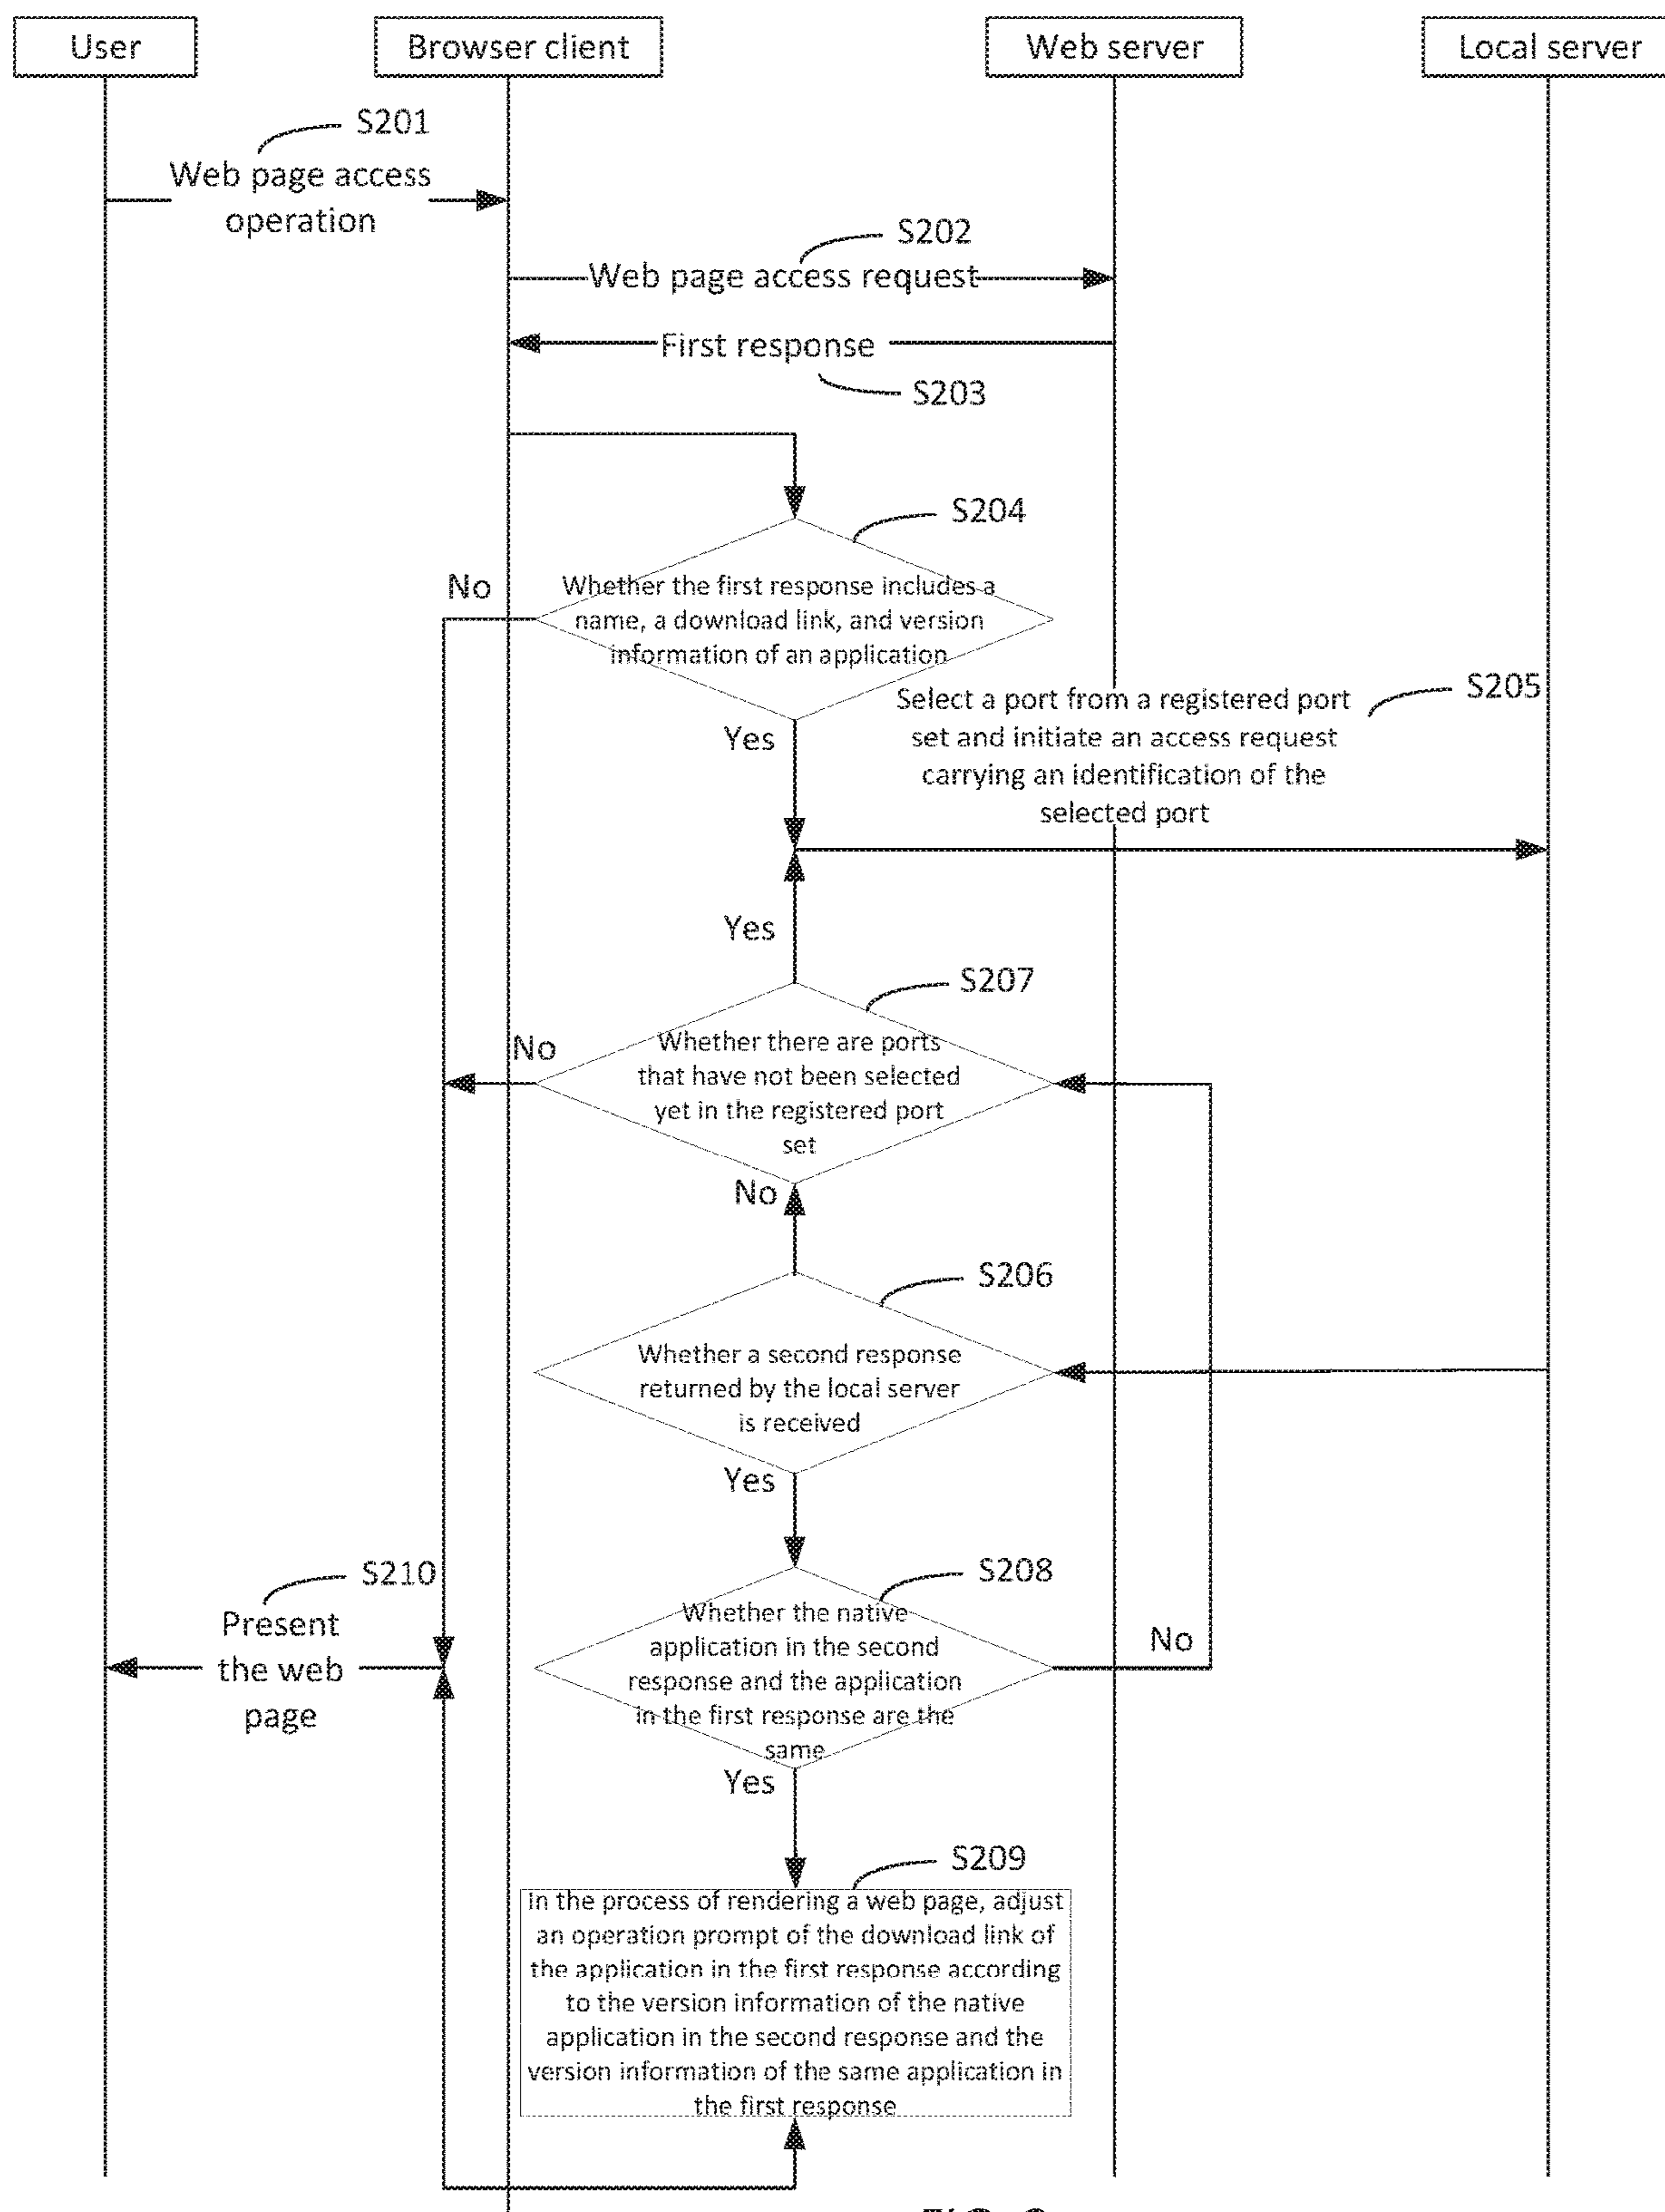 User
Browser client
Web server
Local server
S201
Web page access
operation
S202
Web page access request
First response
S203
S204
No
Whether the first response includes a
name, a download link, and version
information of an application
S205
Select a port from a registered port
set and initiate an access request
carrying an identification of the
selected port
Yes
Yes
S207
No
Whether there are ports
that have not been selected
yet in the registered port
set
No
S206
Whether a second response
returned by the local server
is received
Yes
S210
Present
the web
page
S208
Whether the native
application in the second
response and the application
in the first response are the
same
No
Yes
S209
In the process of rendering a web page, adjust
an operation prompt of the download link of
the application in the first response according
to the version information of the native
application in the second response and the
version information of the same application in
the first response